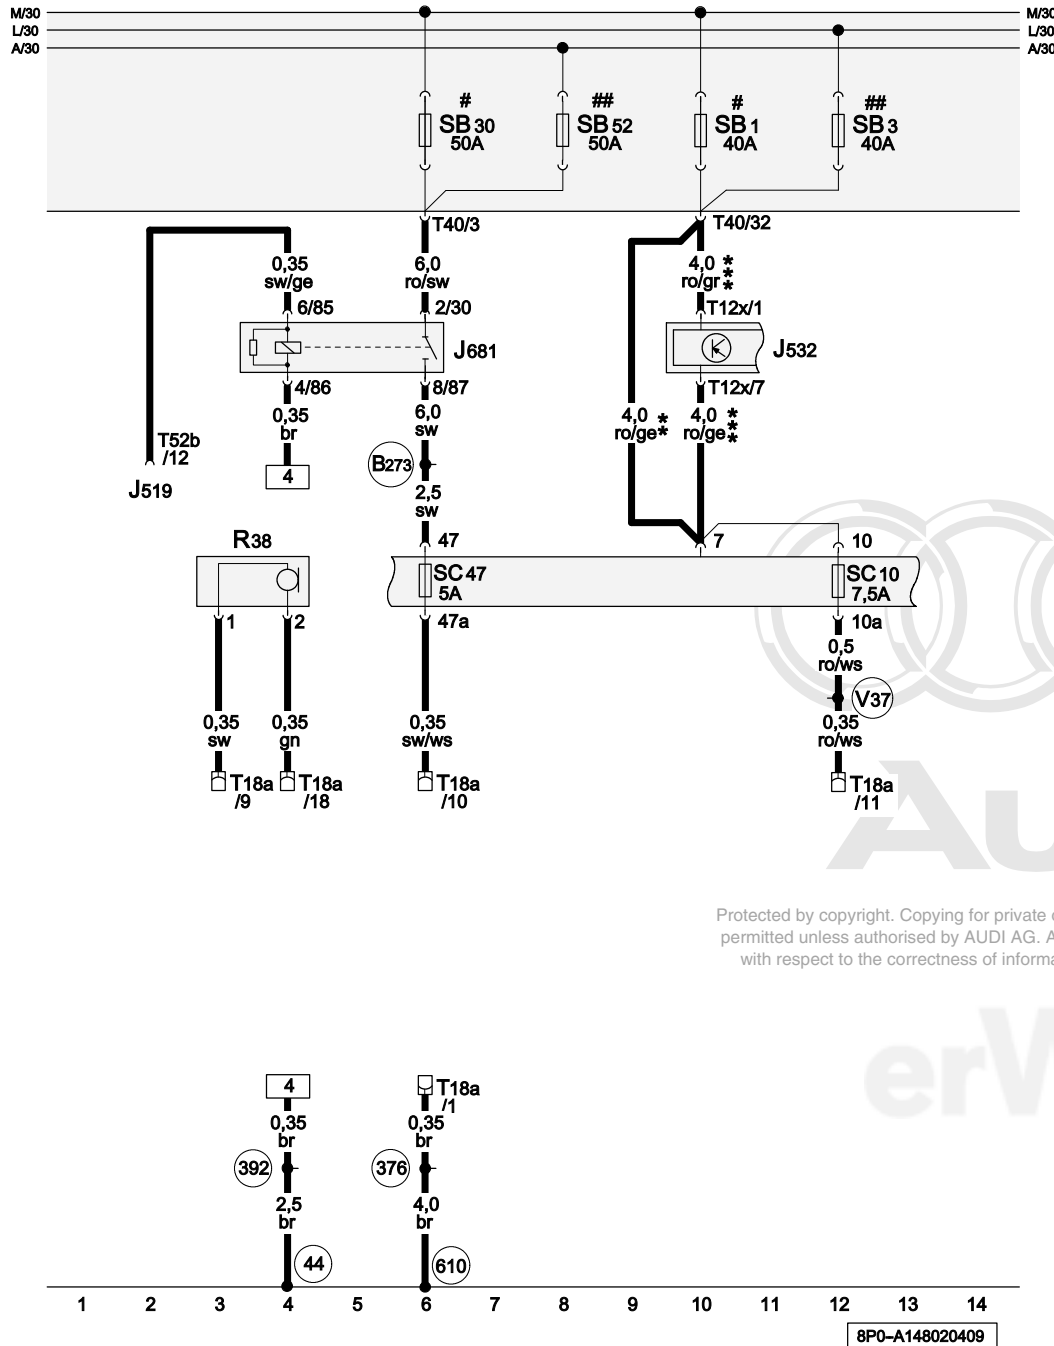 M/30 M/30
L/30 L/30
A/30 A/30
# ## # ##
SB30 SB52 SB1 SB3
50A 50A 40A 40A
T40/3 T40/32
0,35 6,0 4,0 ***
sw/ge ro/sw ro/gr
6/85 2/30 T12x/1
J681 J532
4/86 8/87 T12x/7
0,35 6,0 4,0 ** 4,0 ***
br sw ro/ge ro/ge
T52b
/12
J519
4
B273
2,5
sw
R38 47 7 10
SC47 SC10
5A 7,5A
1 2 47a 10a
0,5
ro/ws
V37
0,35 0,35 0,35 0,35
sw gn sw/ws ro/ws
T18a T18a T18a T18a
/9 /18 /10 /11
Au
Protected by copyright. Copying for private
permitted unless authorised by AUDI AG. A
with respect to the correctness of informa
erW
4 T18a
/1
0,35 0,35
br br
392 376
2,5 4,0
br br
44 610
1 2 3 4 5 6 7 8 9 10 11 12 13 14
8P0-A148020409